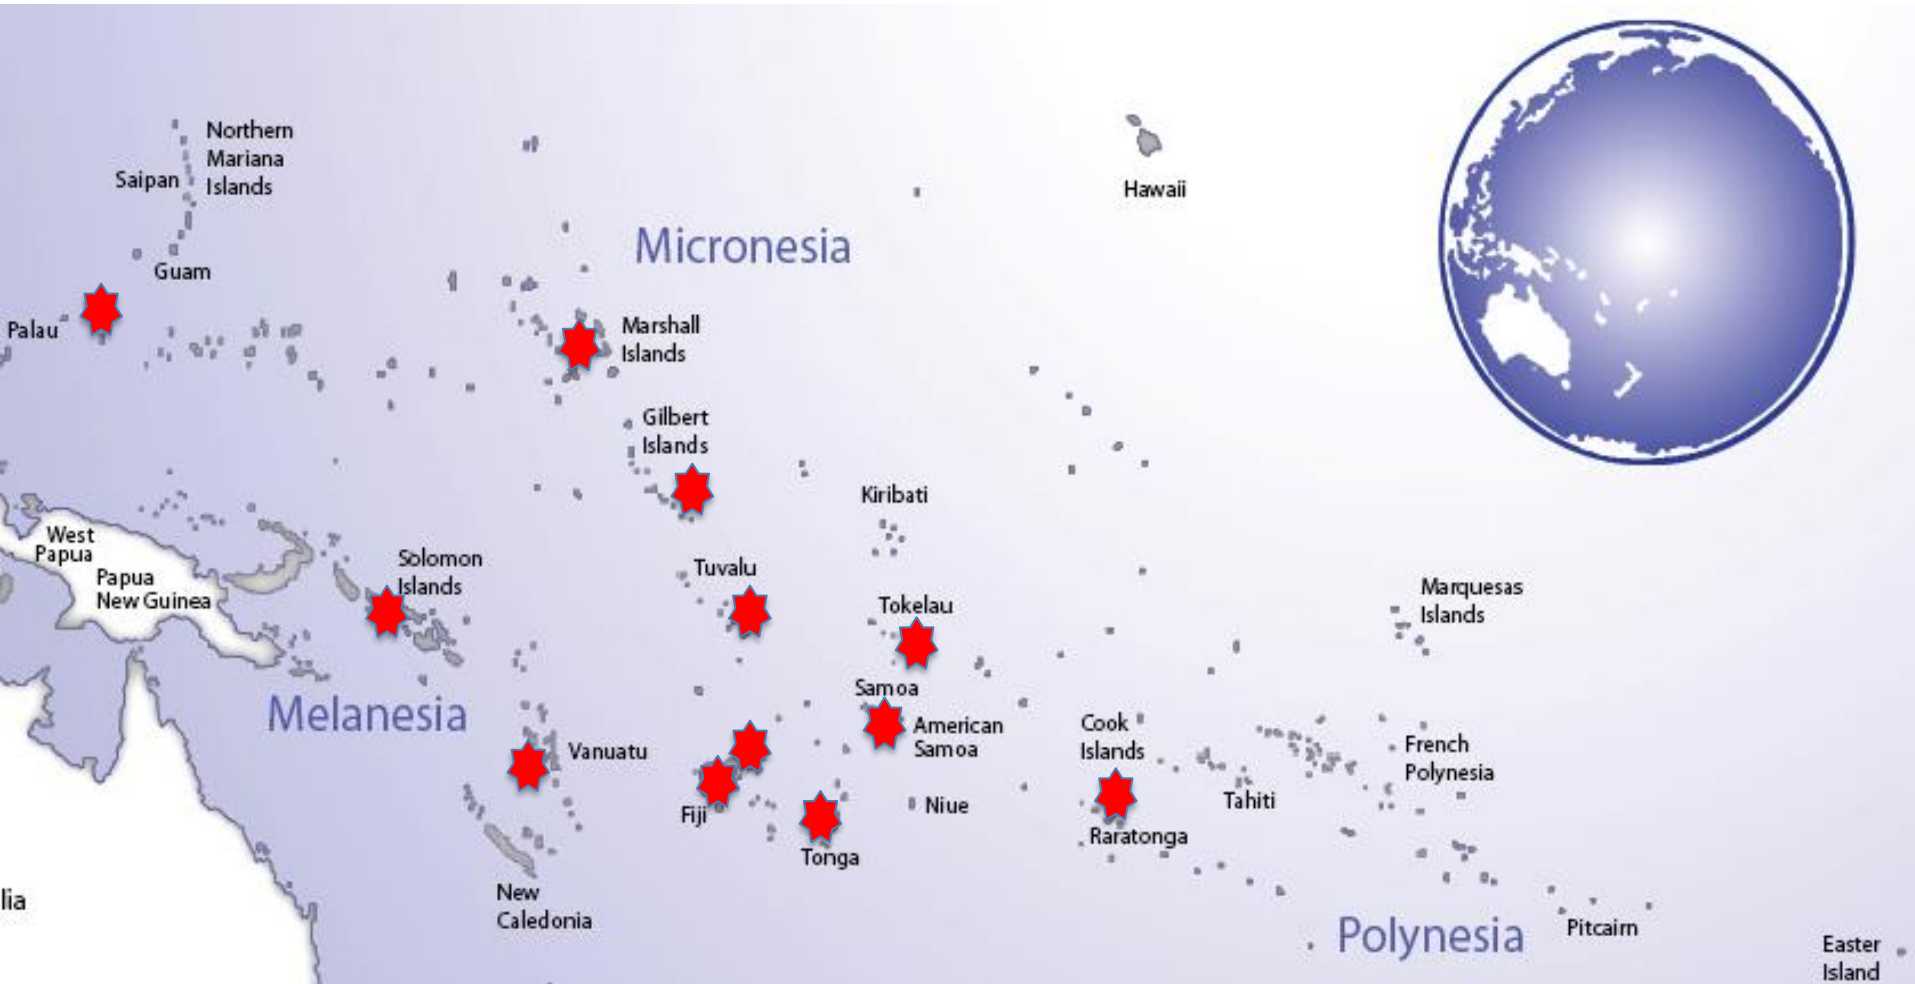 Northern
Mariana
Islands
Saipan
Hawaii
Micronesia
Guam
Palau
Marshall
Islands
Gilbert
Islands
Kiribati
West
Papua
Papua
New Guinea
Solomon
Islands
Tuvalu
Tokelau
Marquesas
Islands
Melanesia
Samoa
American
Samoa
Cook
Islands
Vanuatu
French
Polynesia
Tahiti
Niue
Fiji
Raratonga
Tonga
New
Caledonia
lia
Polynesia
Pitcairn
Easter
Island